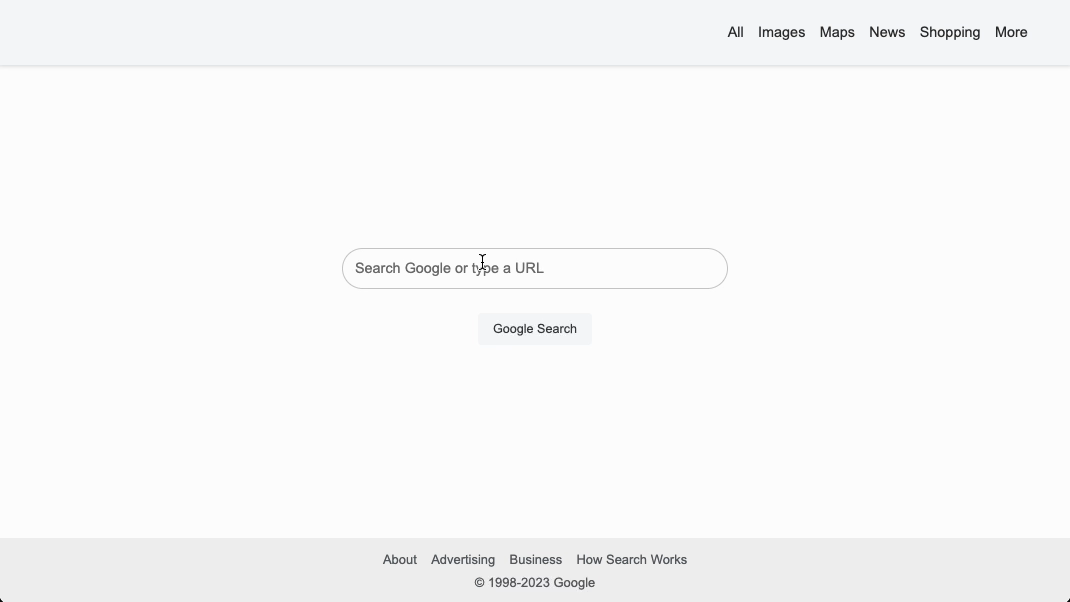 All Images Maps News Shopping More
Search Google or type a URL
Google Search
About Advertising Business How Search Works
© 1998-2023 Google